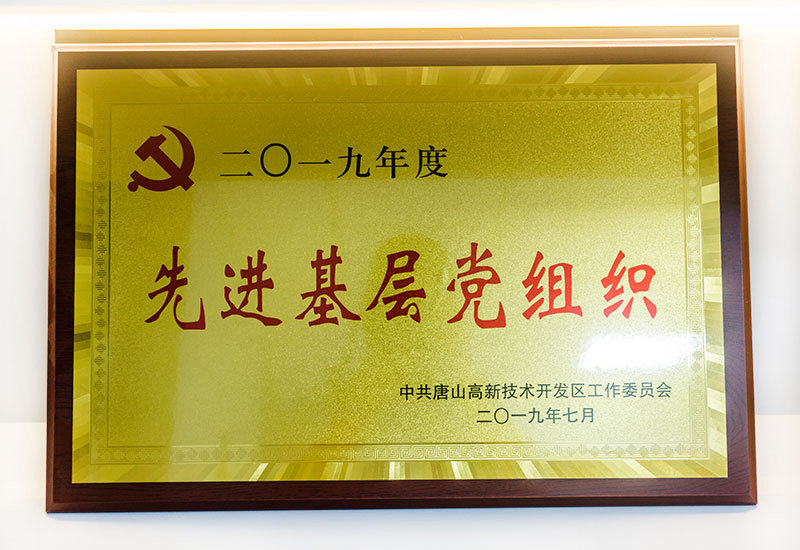 二〇一九年度
先进基层党组织
中共唐山高新技术开发区工作委员会
二〇一九年七月